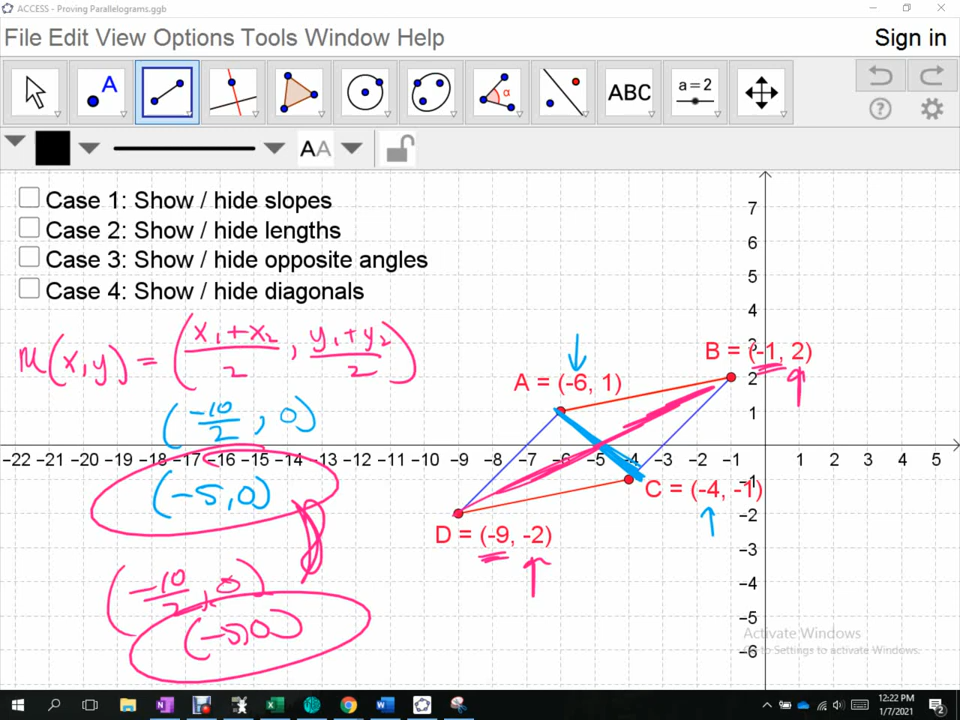 ACCESS - Proving Parallelograms.ggb
File Edit View Options Tools Window Help Sign in
A α ABC a = 2
AA
Case 1: Show / hide slopes
Case 2: Show / hide lengths
Case 3: Show / hide opposite angles
Case 4: Show / hide diagonals
M(x,y) = (x₁+x₂/2, y₁+y₂/2)
(-10/2, 0)
(-5,0)
(-10/2, 0)
(-5,0)
7
6
5
4
3
2
1
B = (-1, 2)
A = (-6, 1)
-22 -21 -20 -19 -18 -17 -16 -15 -14 -13 -12 -11 -10 -9 -8 -7 -6 -5 -4 -3 -2 -1 1 2 3 4 5
C = (-4, -1)
D = (-9, -2)
-1
-2
-3
-4
-5
-6
Activate Windows
Go to Settings to activate Windows.
12:22 PM
1/7/2021
2